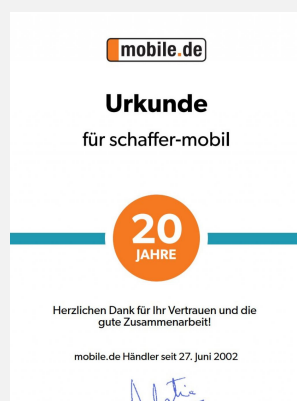 mobile.de
Urkunde
für schaffer-mobil
20
JAHRE
Herzlichen Dank für Ihr Vertrauen und die
gute Zusammenarbeit!
mobile.de Händler seit 27. Juni 2002